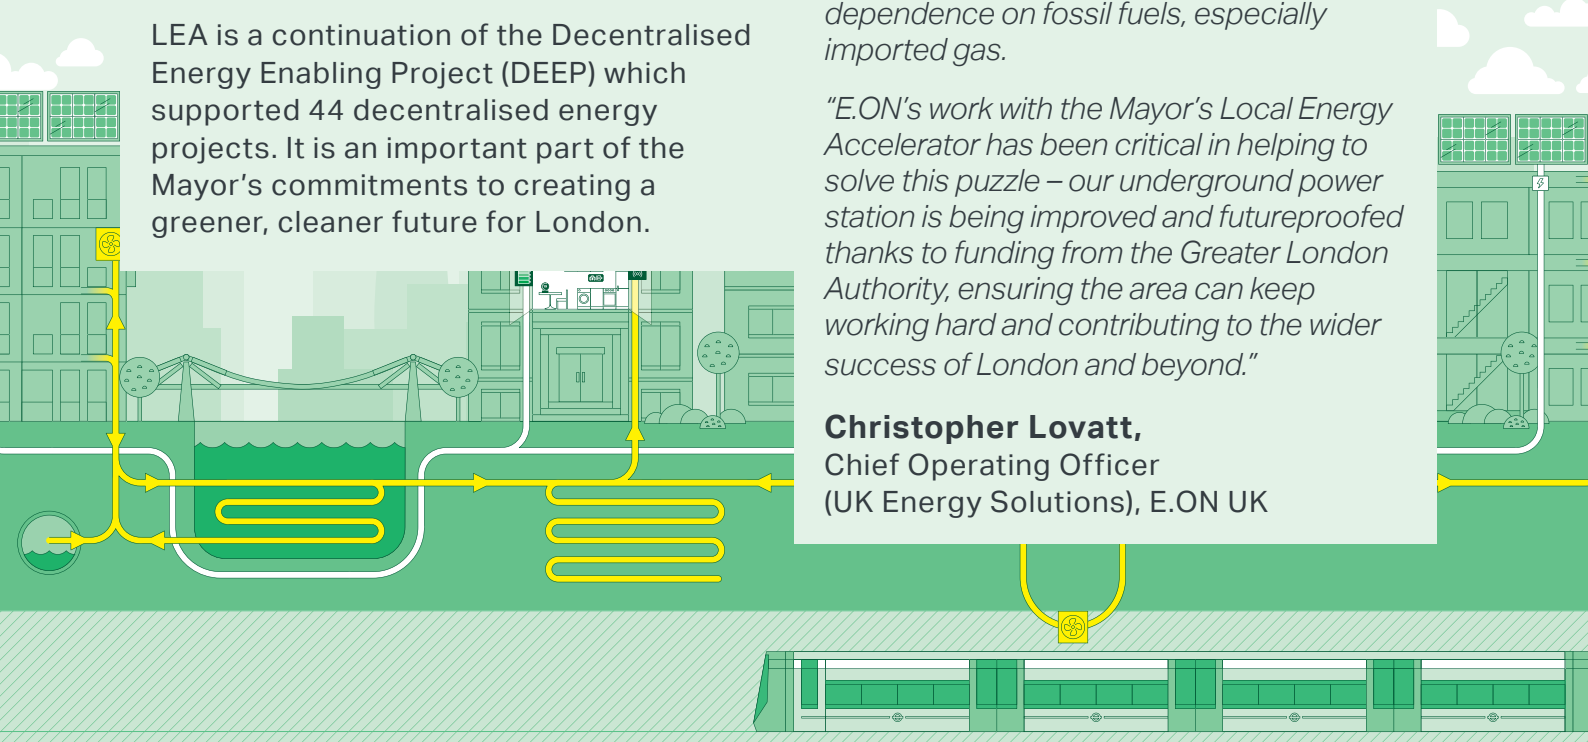 LEA is a continuation of the Decentralised
Energy Enabling Project (DEEP) which
supported 44 decentralised energy
projects. It is an important part of the
Mayor’s commitments to creating a
greener, cleaner future for London.
dependence on fossil fuels, especially
imported gas.
“E.ON’s work with the Mayor’s Local Energy
Accelerator has been critical in helping to
solve this puzzle – our underground power
station is being improved and futureproofed
thanks to funding from the Greater London
Authority, ensuring the area can keep
working hard and contributing to the wider
success of London and beyond.”
Christopher Lovatt,
Chief Operating Officer
(UK Energy Solutions), E.ON UK